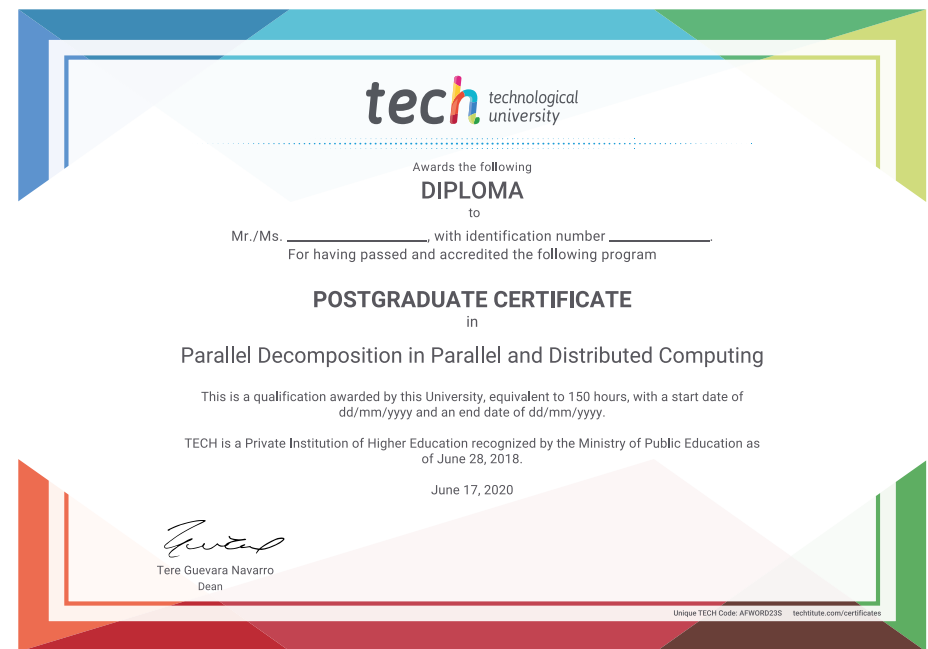 tech technological
university
Awards the following
DIPLOMA
to
Mr./Ms. ____________________, with identification number ______________.
For having passed and accredited the following program
POSTGRADUATE CERTIFICATE
in
Parallel Decomposition in Parallel and Distributed Computing
This is a qualification awarded by this University, equivalent to 150 hours, with a start date of
dd/mm/yyyy and an end date of dd/mm/yyyy.
TECH is a Private Institution of Higher Education recognized by the Ministry of Public Education as
of June 28, 2018.
June 17, 2020
Tere Guevara Navarro
Dean
Unique TECH Code: AFWORD23S techtitute.com/certificates